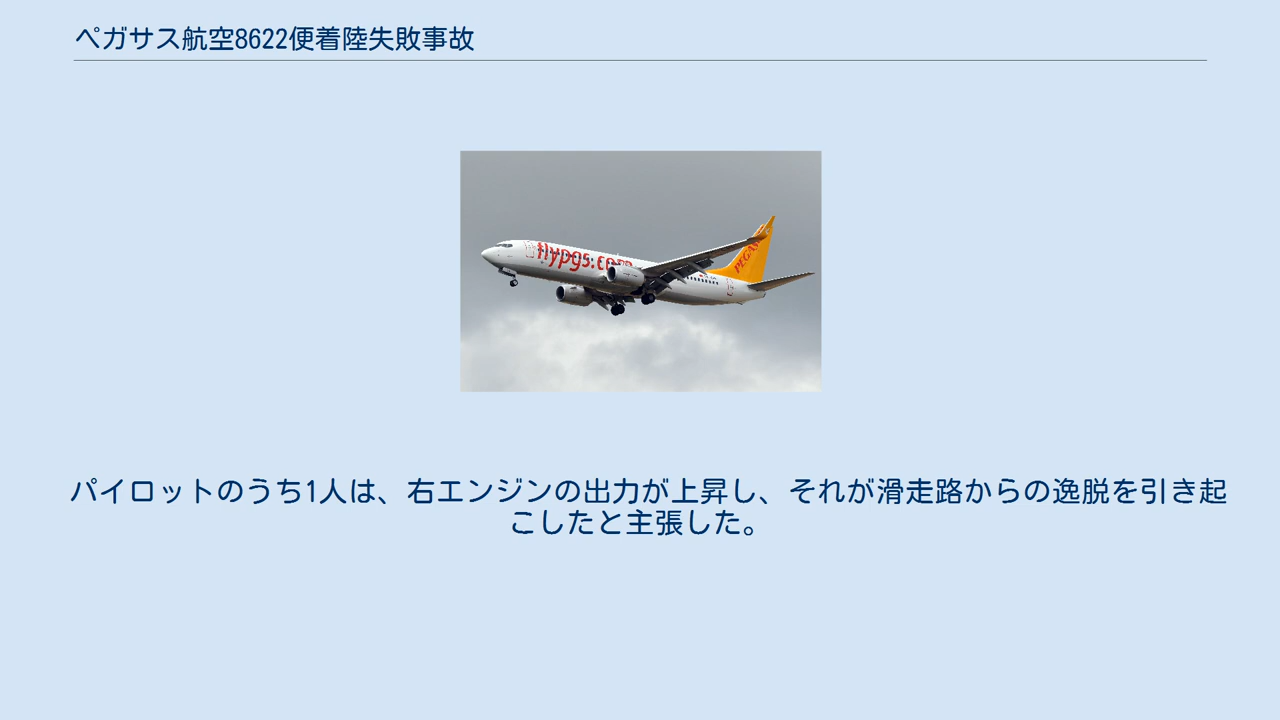 ペガサス航空8622便着陸失敗事故
flypgs.com
PEGASUS
パイロットのうち1人は、右エンジンの出力が上昇し、それが滑走路からの逸脱を引き起
こしたと主張した。